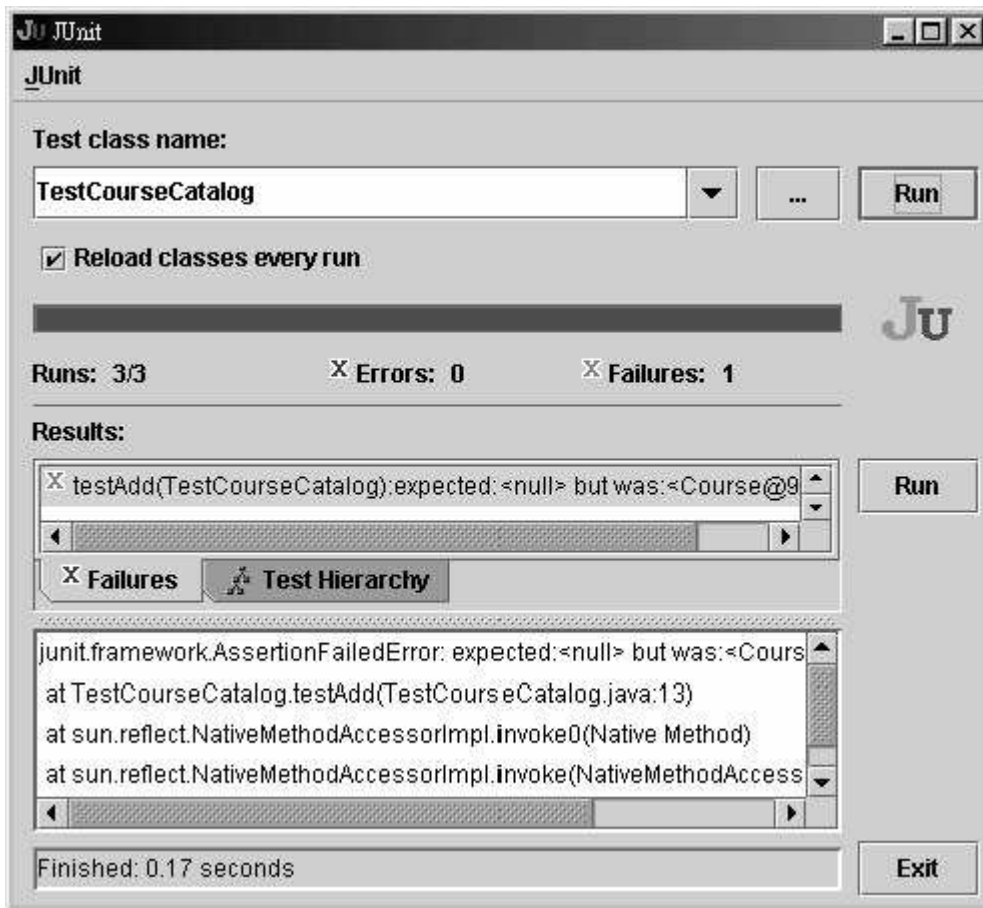 JU JUnit
JUnit
Test class name:
TestCourseCatalog ... Run
Reload classes every run
JU
Runs: 3/3 X Errors: 0 X Failures: 1
Results:
X testAdd(TestCourseCatalog):expected:<null> but was:<Course@9 Run
X Failures Test Hierarchy
junit.framework.AssertionFailedError: expected:<null> but was:<Cours
at TestCourseCatalog.testAdd(TestCourseCatalog.java:13)
at sun.reflect.NativeMethodAccessorImpl.invoke0(Native Method)
at sun.reflect.NativeMethodAccessorImpl.invoke(NativeMethodAccess
Finished: 0.17 seconds Exit